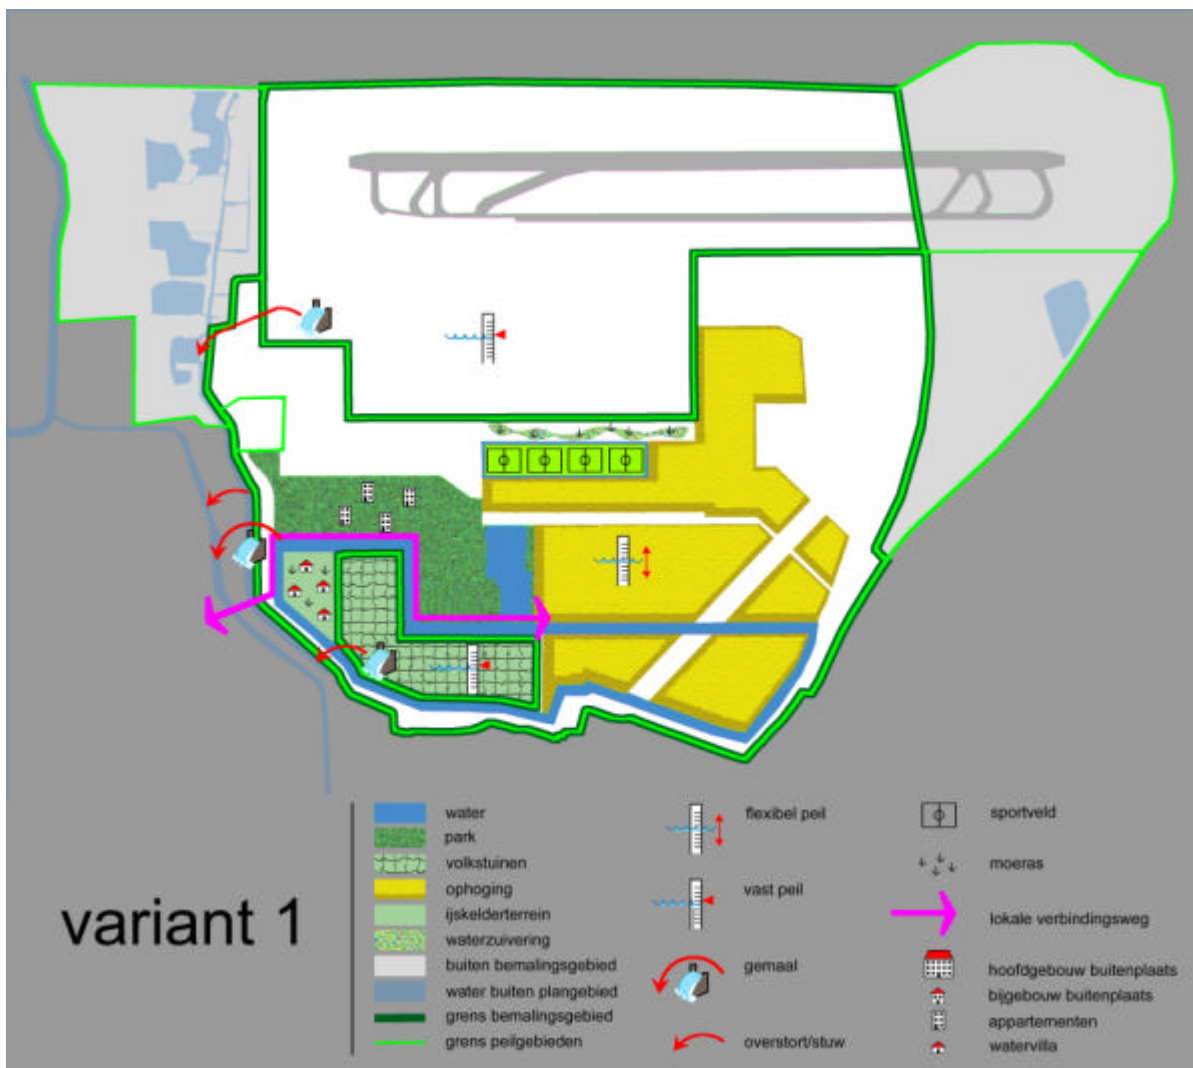 variant 1
water
park
volkstuinen
ophoging
ijskelderterrein
waterzuivering
buiten bemalingsgebied
water buiten plangebied
grens bemalingsgebied
grens peilgebieden
flexibel peil
vast peil
gemaal
overstort/stuw
sportveld
moeras
lokale verbindingsweg
hoofdgebouw buitenplaats
bijgebouw buitenplaats
appartementen
watervilla